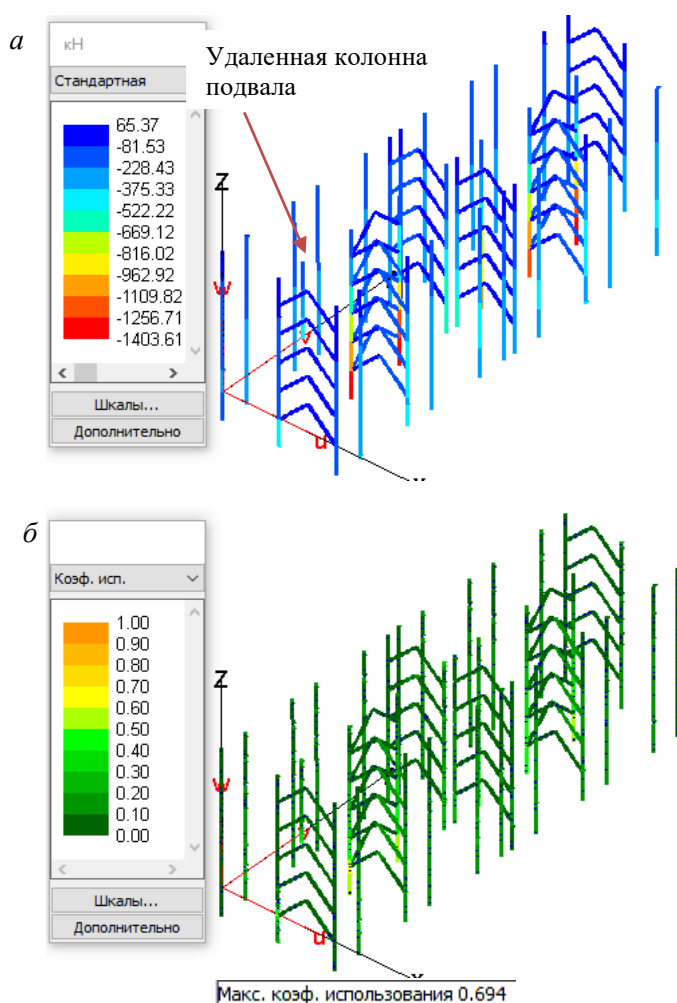 а
кН
Удаленная колонна
подвала
Стандартная
65.37
-81.53
-228.43
-375.33
-522.22
-669.12
-816.02
-962.92
-1109.82
-1256.71
-1403.61
Шкалы...
Дополнительно
Z
W
V
u
б
Коэф. исп.
1.00
0.90
0.80
0.70
0.60
0.50
0.40
0.30
0.20
0.10
0.00
Шкалы...
Дополнительно
Z
W
V
u
Макс. коэф. использования 0.694